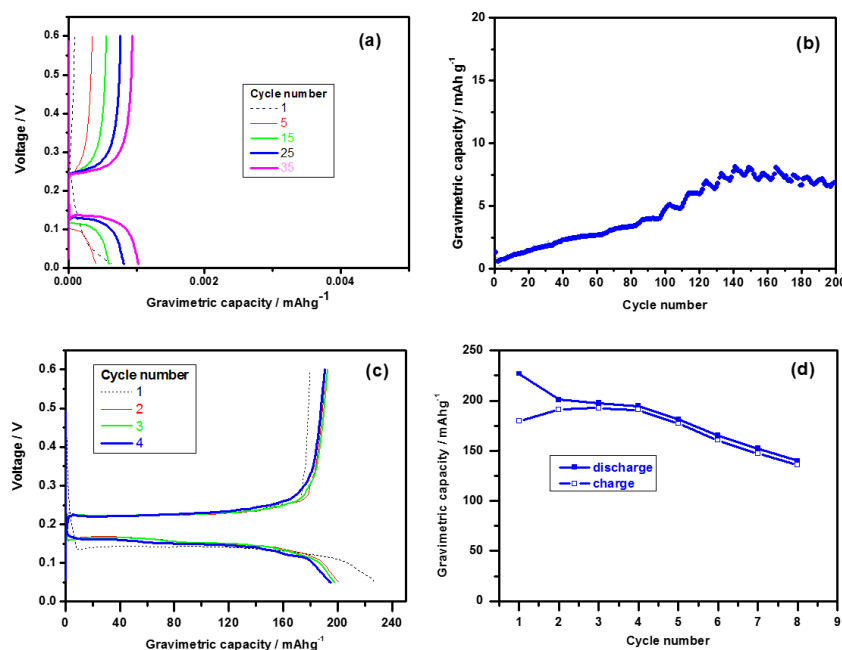 (a)
Voltage / V
0.6
0.5
0.4
0.3
0.2
0.1
0.0
Cycle number
1
5
15
25
35
0.000
0.002
0.004
Gravimetric capacity / mAhg⁻¹
(b)
Gravimetric capacity / mAh g⁻¹
20
15
10
5
0
0 20 40 60 80 100 120 140 160 180 200
Cycle number
(c)
Voltage / V
0.6
0.5
0.4
0.3
0.2
0.1
0.0
Cycle number
1
2
3
4
0 40 80 120 160 200 240
Gravimetric capacity / mAhg⁻¹
(d)
Gravimetric capacity / mAhg⁻¹
250
200
150
100
50
0
discharge
charge
1 2 3 4 5 6 7 8 9
Cycle number